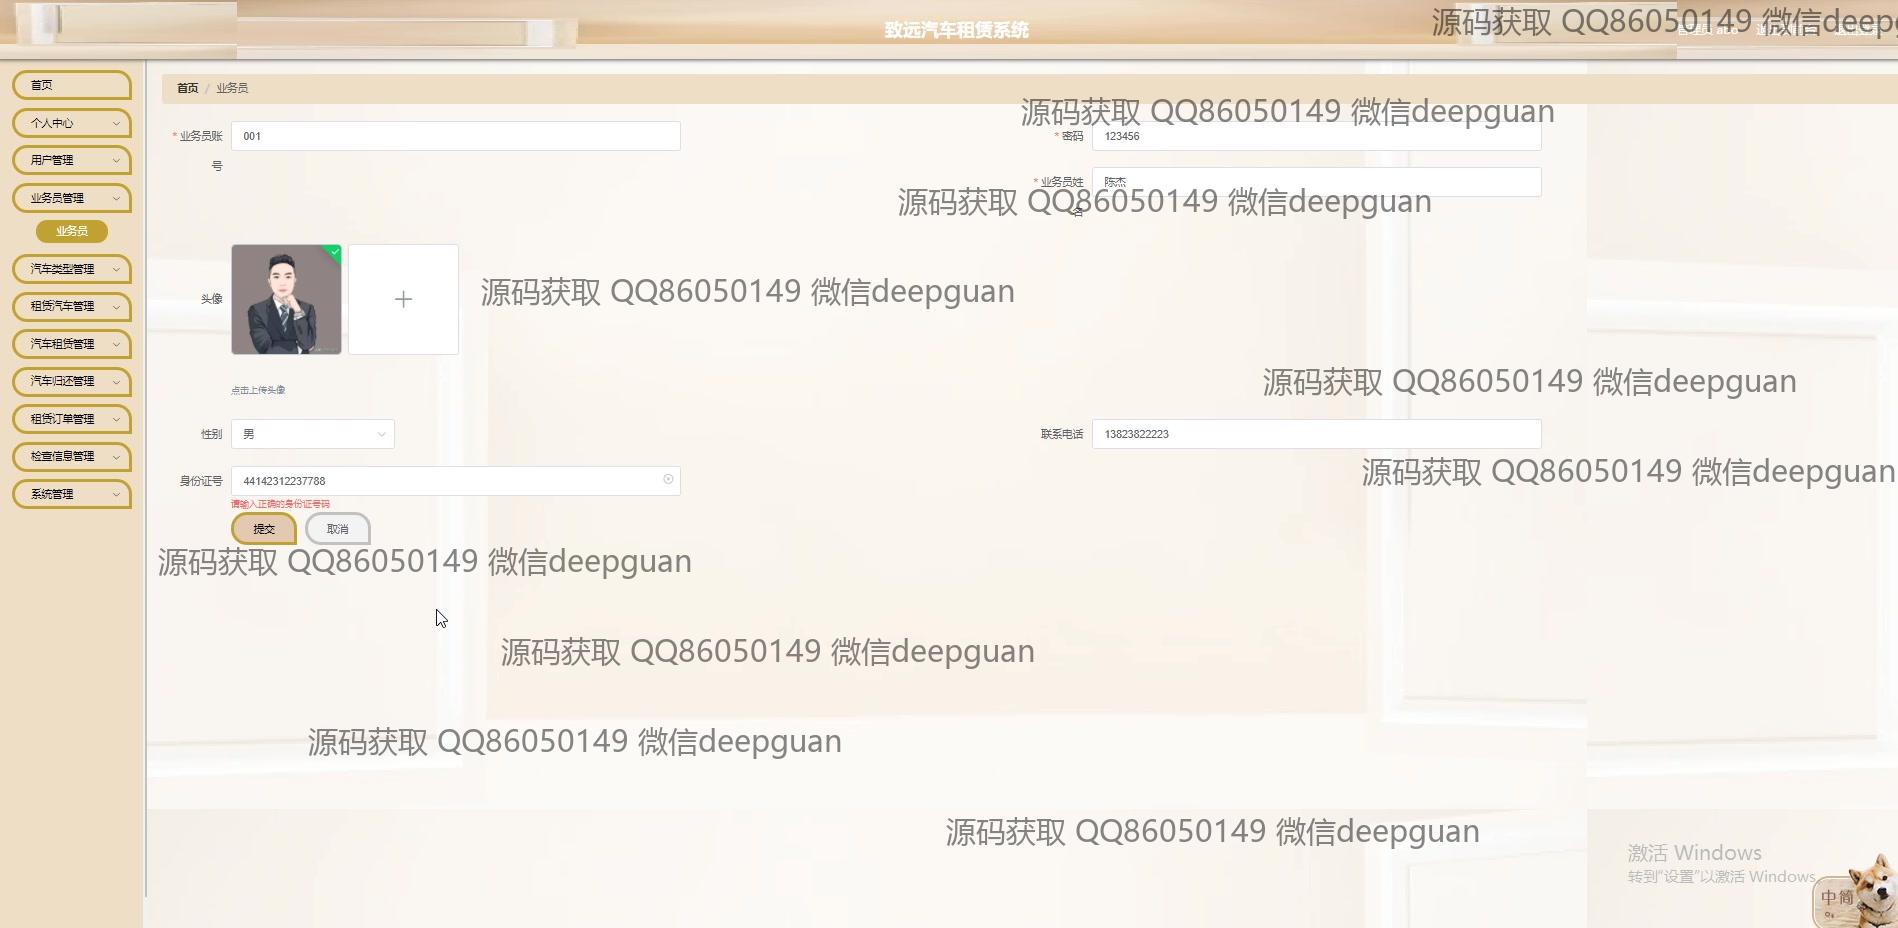 致远汽车租赁系统
源码获取 QQ86050149 微信deepg
管理员 abo
首页
个人中心
用户管理
业务员管理
业务员
汽车类型管理
租赁汽车管理
汽车租赁管理
汽车归还管理
租赁订单管理
检查信息管理
系统管理
首页 / 业务员
源码获取 QQ86050149 微信deepguan
* 业务员账号
001
* 密码
123456
* 业务员姓名
陈杰
源码获取 QQ86050149 微信deepguan
头像
源码获取 QQ86050149 微信deepguan
点击上传头像
源码获取 QQ86050149 微信deepguan
性别
男
联系电话
13823822223
源码获取 QQ86050149 微信deepguan
身份证号
44142312237788
请输入正确的身份证号码
提交
取消
源码获取 QQ86050149 微信deepguan
源码获取 QQ86050149 微信deepguan
源码获取 QQ86050149 微信deepguan
源码获取 QQ86050149 微信deepguan
激活 Windows
转到“设置”以激活 Windows
中 简